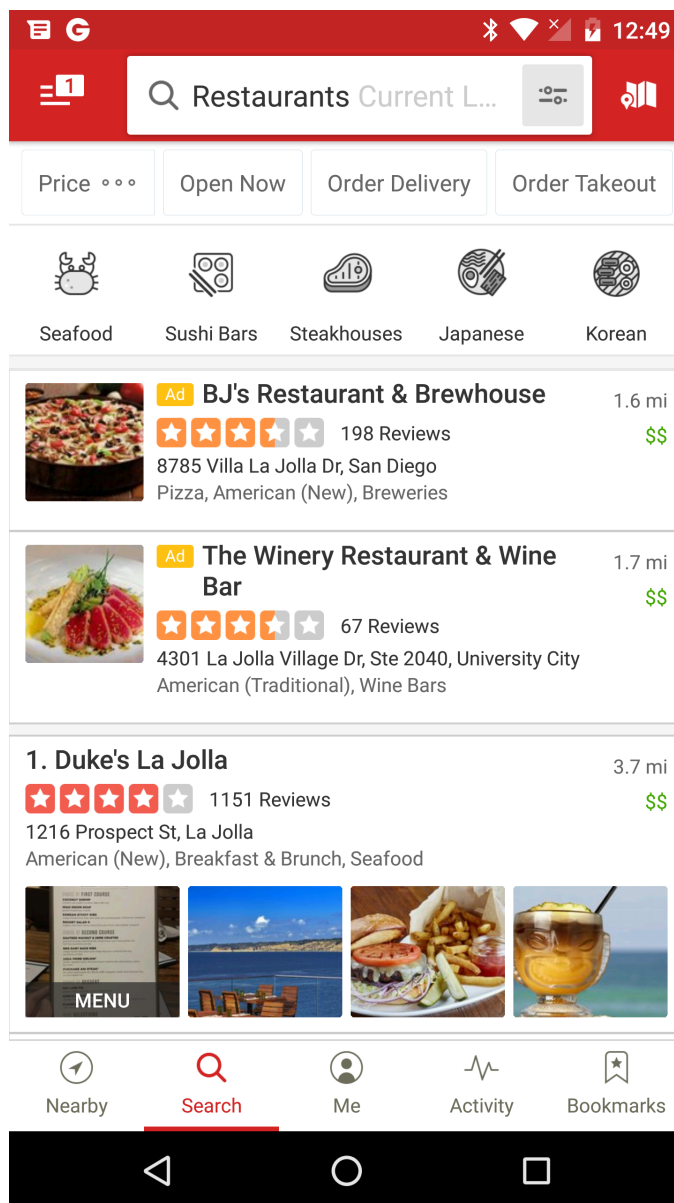 12:49
1
Restaurants Current L...
Price
Open Now
Order Delivery
Order Takeout
Seafood
Sushi Bars
Steakhouses
Japanese
Korean
Ad BJ's Restaurant & Brewhouse
1.6 mi
198 Reviews
$$
8785 Villa La Jolla Dr, San Diego
Pizza, American (New), Breweries
Ad The Winery Restaurant & Wine
Bar
1.7 mi
$$
67 Reviews
4301 La Jolla Village Dr, Ste 2040, University City
American (Traditional), Wine Bars
1. Duke's La Jolla
3.7 mi
1151 Reviews
$$
1216 Prospect St, La Jolla
American (New), Breakfast & Brunch, Seafood
MENU
Nearby
Search
Me
Activity
Bookmarks